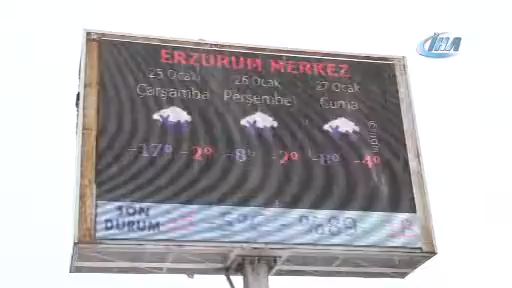 İHA
ERZURUM MERKEZ
25 Ocak 26 Ocak 27 Ocak
Çarşamba Perşembe Cuma
-17° -2° -8° -2° -8° -4°
SON
DURUM